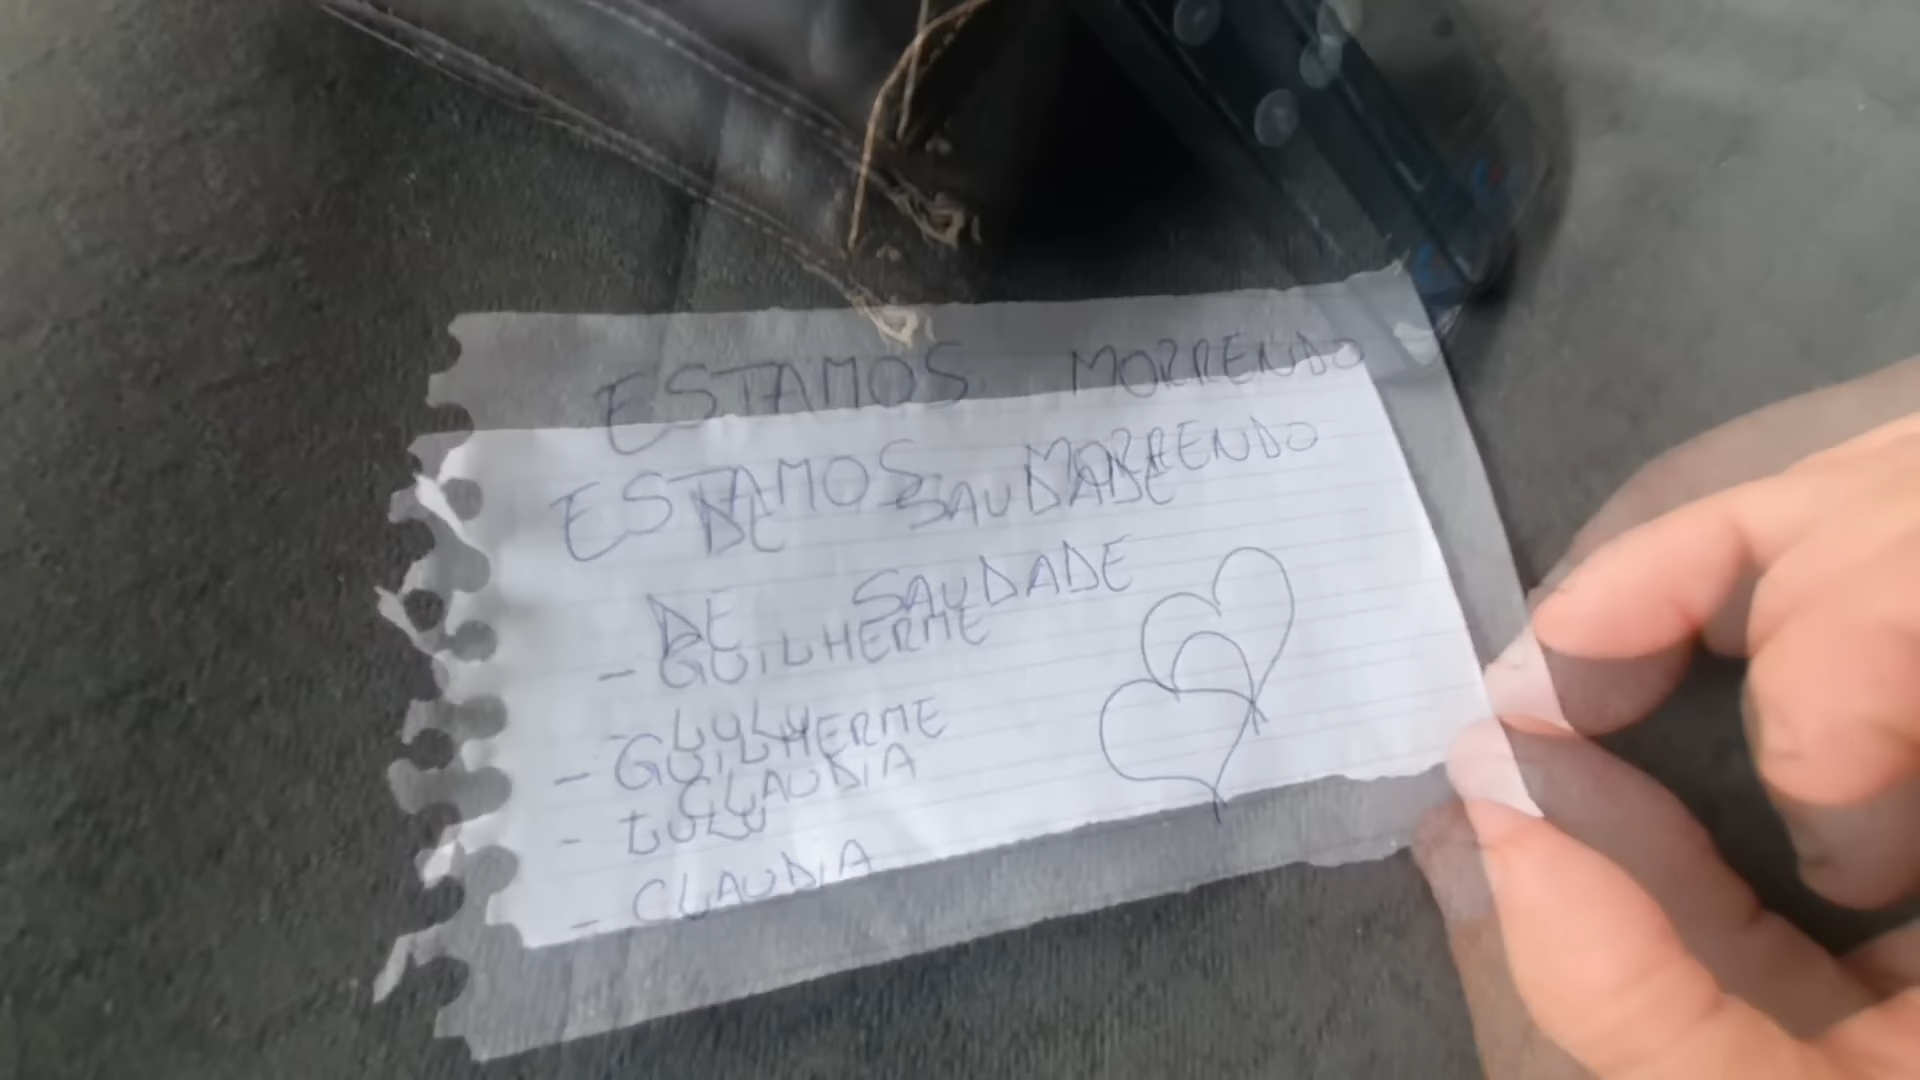 ESTAMOS MORRENDO
DE SAUDADE
- GUILHERME
- LULU
- CLAUDIA